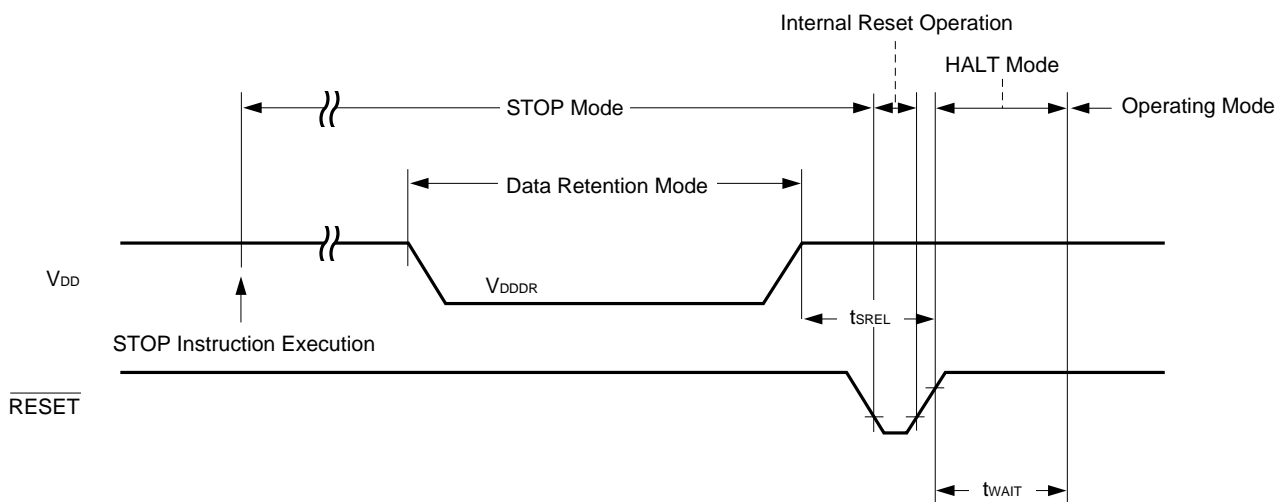 Internal Reset Operation
HALT Mode
STOP Mode
Operating Mode
Data Retention Mode
VDD
VDDDR
tSREL
STOP Instruction Execution
RESET
tWAIT